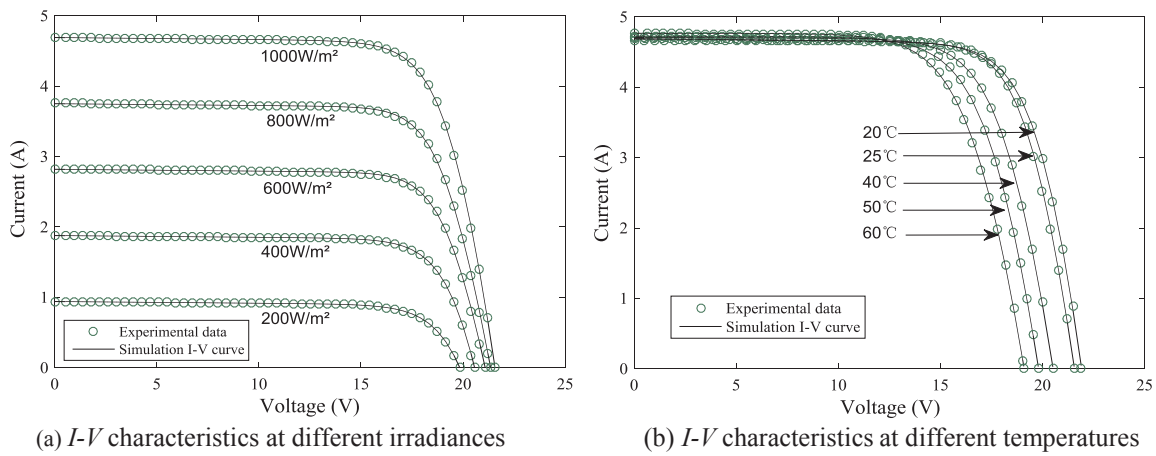 5
4
3
2
1
0
Current (A)
1000W/m²
800W/m²
600W/m²
400W/m²
200W/m²
Experimental data
Simulation I-V curve
0 5 10 15 20 25
Voltage (V)
(a) I-V characteristics at different irradiances
5
4
3
2
1
0
Current (A)
20℃
25℃
40℃
50℃
60℃
Experimental data
Simulation I-V curve
0 5 10 15 20 25
Voltage (V)
(b) I-V characteristics at different temperatures